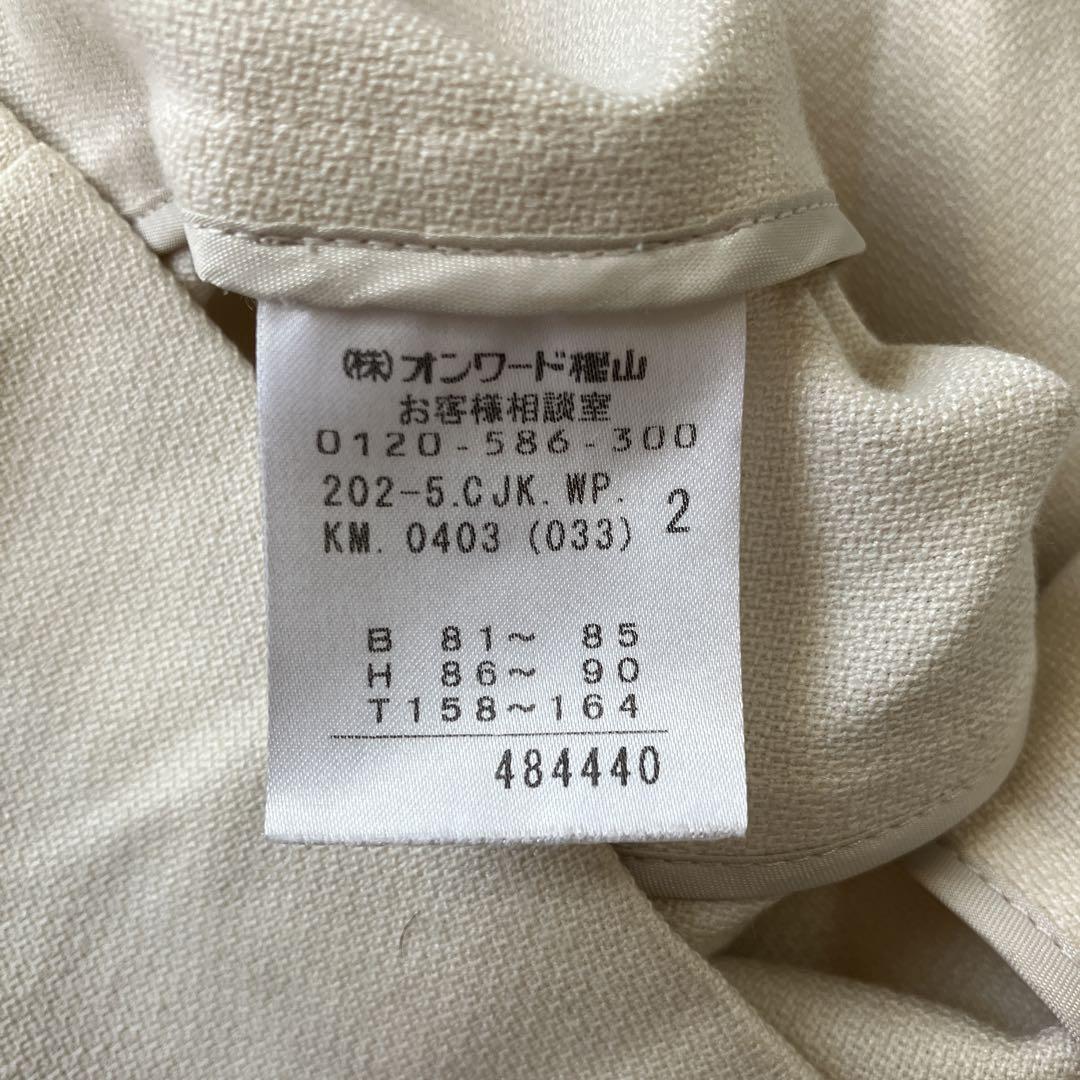 (株)オンワード樫山
お客様相談室
0120-586-300
202-5.CJK.WP.
KM. 0403 (033) 2
B 81～ 85
H 86～ 90
T158～164
484440